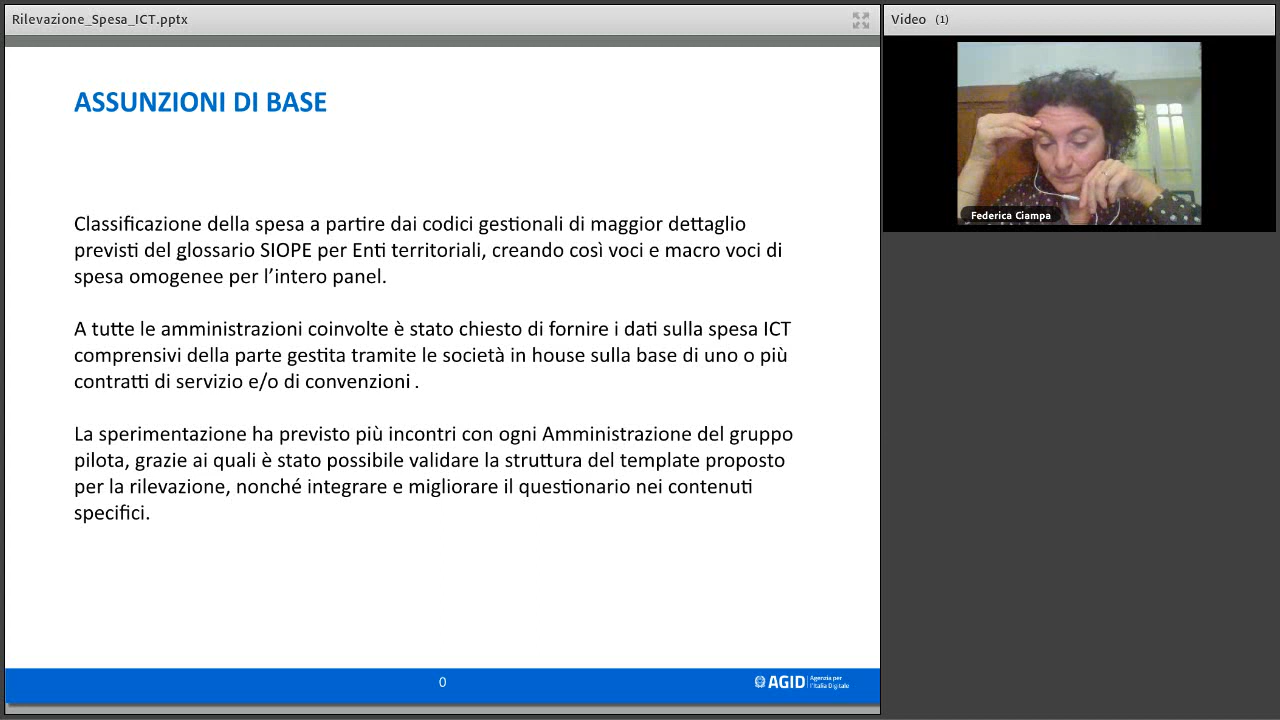 Rilevazione_Spesa_ICT.pptx
Video (1)
ASSUNZIONI DI BASE
Classificazione della spesa a partire dai codici gestionali di maggior dettaglio
previsti del glossario SIOPE per Enti territoriali, creando così voci e macro voci di
spesa omogenee per l’intero panel.
A tutte le amministrazioni coinvolte è stato chiesto di fornire i dati sulla spesa ICT
comprensivi della parte gestita tramite le società in house sulla base di uno o più
contratti di servizio e/o di convenzioni .
La sperimentazione ha previsto più incontri con ogni Amministrazione del gruppo
pilota, grazie ai quali è stato possibile validare la struttura del template proposto
per la rilevazione, nonché integrare e migliorare il questionario nei contenuti
specifici.
Federica Ciampa
0
AGID Agenzia per
l'Italia Digitale